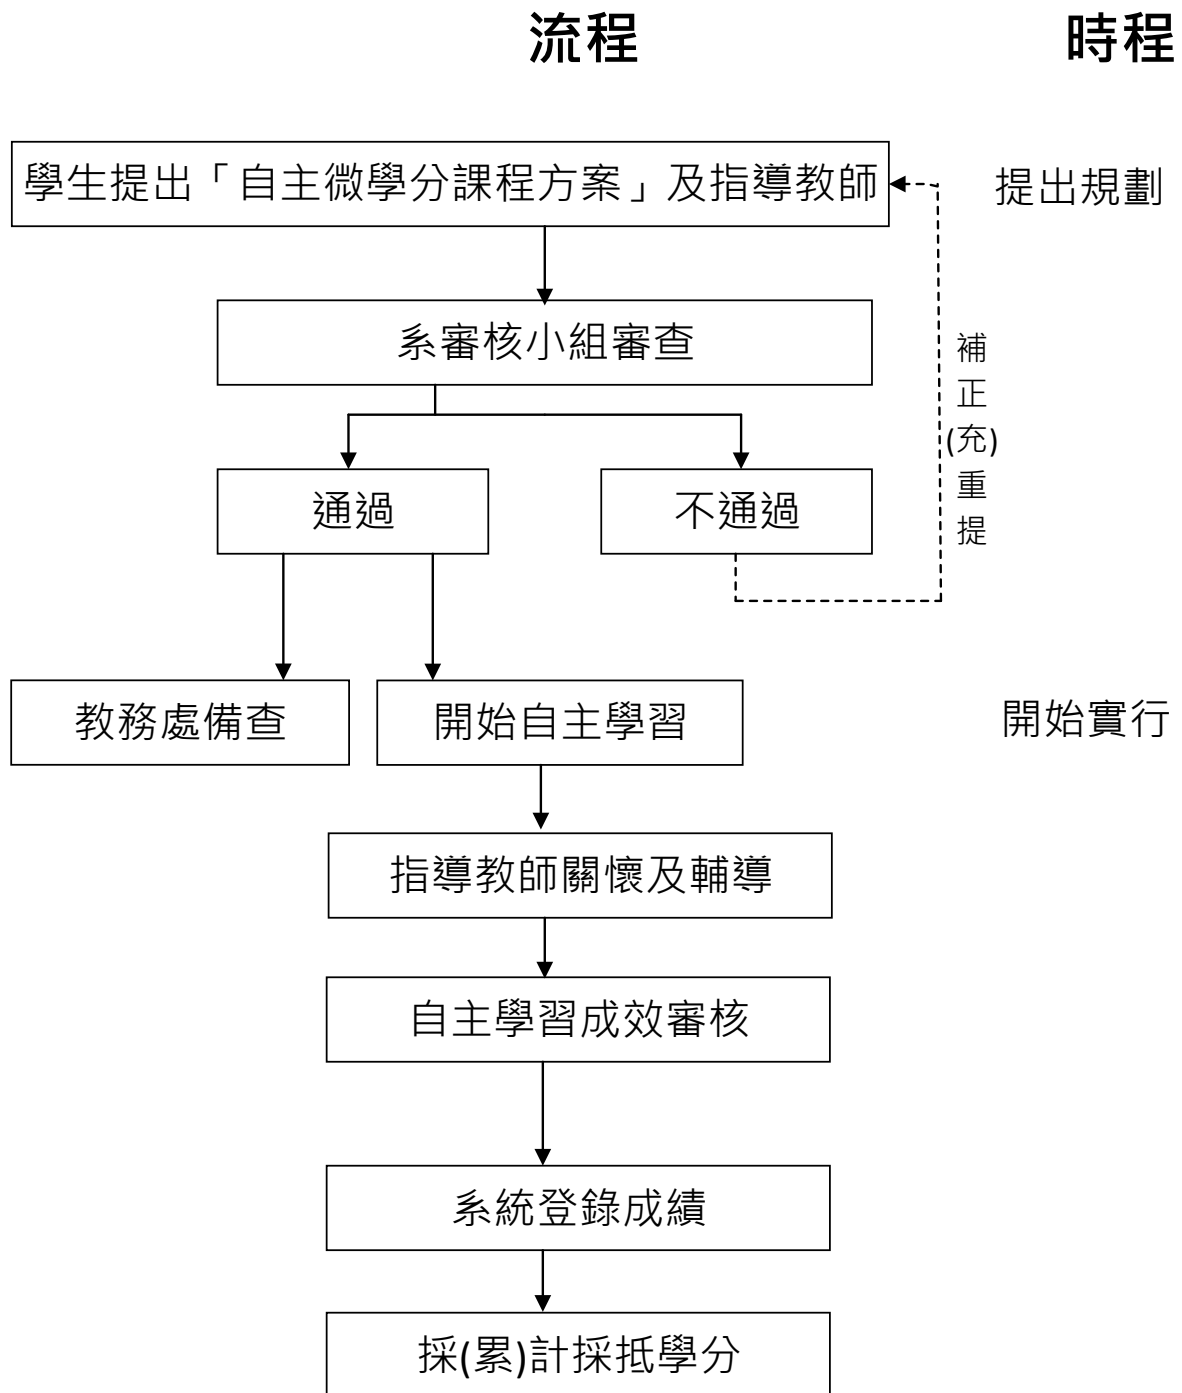 流程
時程
學生提出「自主微學分課程方案」及指導教師
提出規劃
系審核小組審查
補
正
(充)
重
提
通過
不通過
教務處備查
開始自主學習
開始實行
指導教師關懷及輔導
自主學習成效審核
系統登錄成績
採(累)計採抵學分